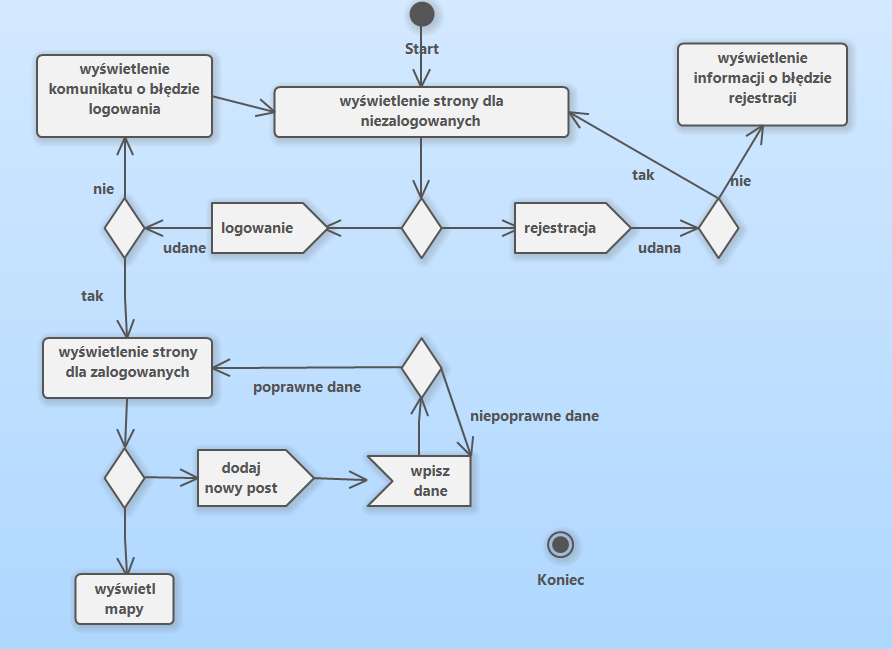 Start
wyświetlenie
komunikatu o błędzie
logowania
wyświetlenie strony dla
niezalogowanych
wyświetlenie
informacji o błędzie
rejestracji
nie
tak
nie
logowanie
rejestracja
udane
udana
tak
wyświetlenie strony
dla zalogowanych
poprawne dane
niepoprawne dane
dodaj
nowy post
wpisz
dane
wyświetl
mapy
Koniec